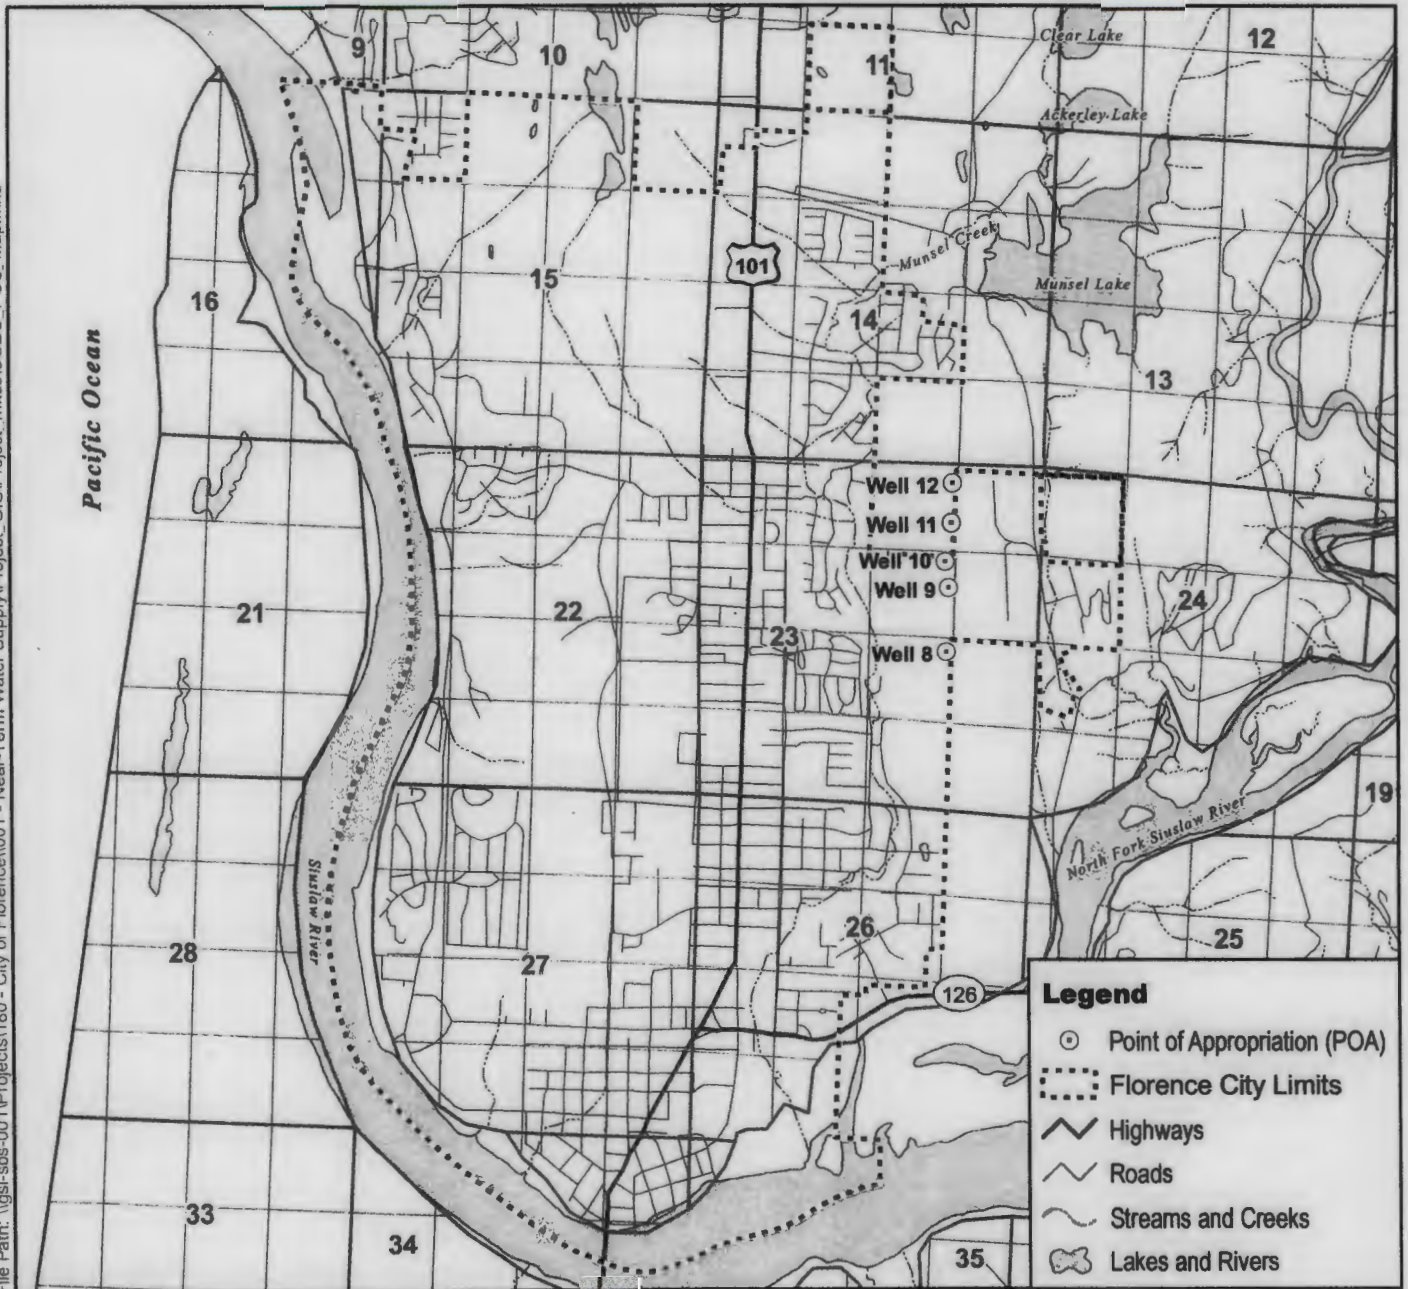 9
10
11
12
Clear Lake
Ackerley Lake
Munsel Creek
101
15
16
Munsel Lake
14
13
Pacific Ocean
Well 12
Well 11
Well 10
Well 9
Well 8
21
22
23
24
19
North Fork Siuslaw River
Siuslaw River
26
25
28
27
126
33
34
35
Legend
Point of Appropriation (POA)
Florence City Limits
Highways
Roads
Streams and Creeks
Lakes and Rivers